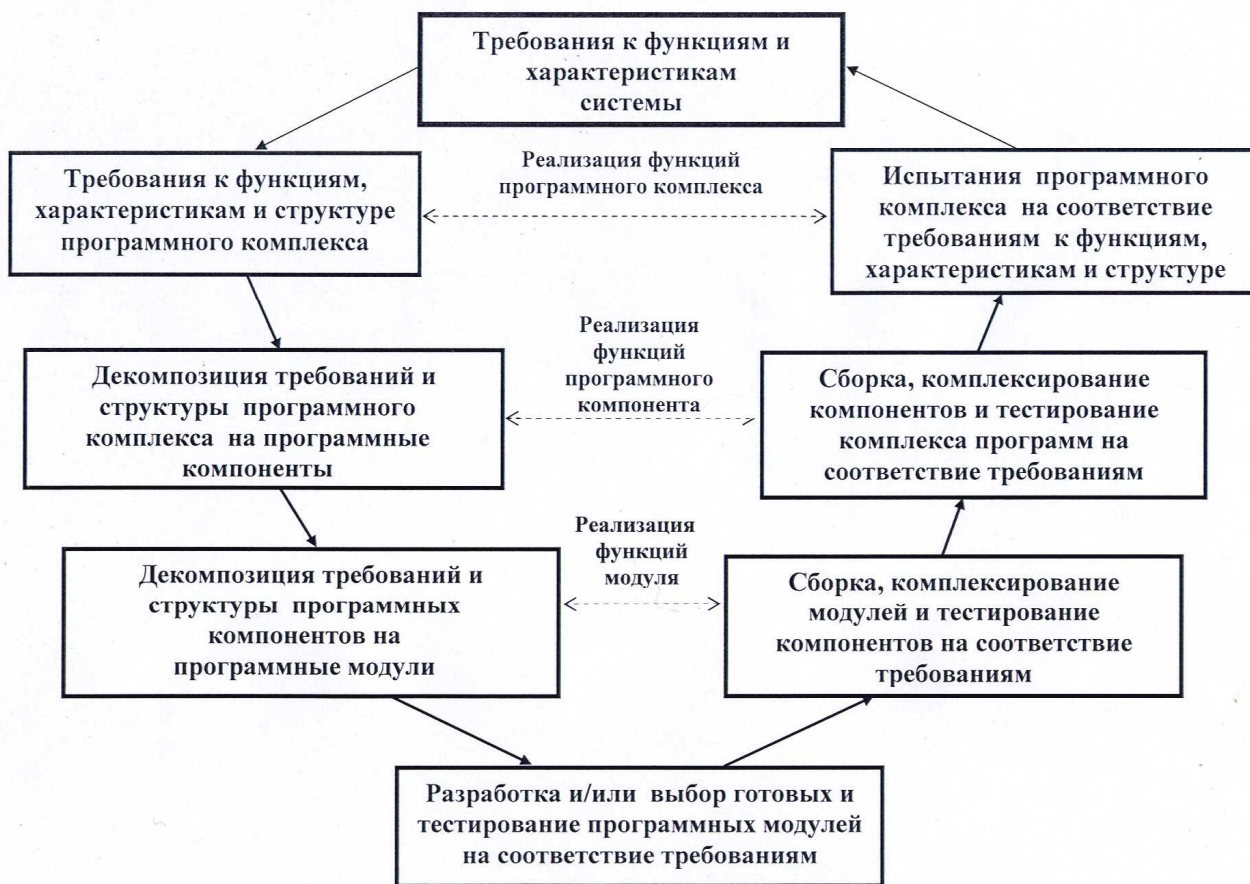 Требования к функциям и
характеристикам
системы
Требования к функциям,
характеристикам и структуре
программного комплекса
Реализация функций
программного комплекса
Испытания программного
комплекса на соответствие
требованиям к функциям,
характеристикам и структуре
Декомпозиция требований и
структуры программного
комплекса на программные
компоненты
Реализация
функций
программного
компонента
Сборка, комплексирование
компонентов и тестирование
комплекса программ на
соответствие требованиям
Декомпозиция требований и
структуры программных
компонентов на
программные модули
Реализация
функций
модуля
Сборка, комплексирование
модулей и тестирование
компонентов на соответствие
требованиям
Разработка и/или выбор готовых и
тестирование программных модулей
на соответствие требованиям